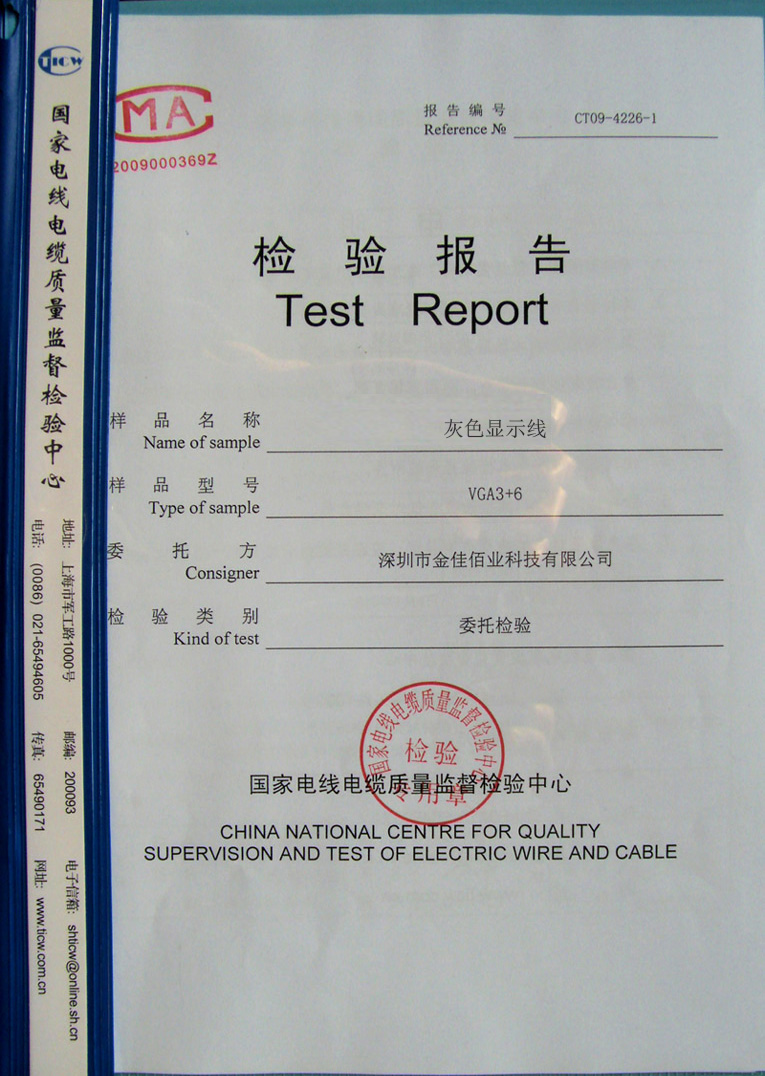 TICW
国家电线电缆质量监督检验中心
地址: 上海市军工路1000号 邮编: 200093 电子信箱: shticw@online.sh.cn
电话: (0086) 021-65494605 传真: 65490171 网址: www.ticw.com.cn
MA
2009000369Z
报告编号
Reference № CT09-4226-1
检验报告
Test Report
样品名称
Name of sample 灰色显示线
样品型号
Type of sample VGA3+6
委托方
Consigner 深圳市金佳佰业科技有限公司
检验类别
Kind of test 委托检验
国家电线电缆质量监督检验中心
检验
专用章
国家电线电缆质量监督检验中心
CHINA NATIONAL CENTRE FOR QUALITY
SUPERVISION AND TEST OF ELECTRIC WIRE AND CABLE